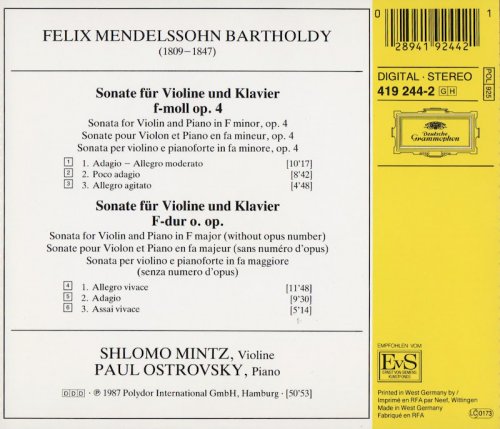 FELIX MENDELSSOHN BARTHOLDY
(1809–1847)
Sonate für Violine und Klavier
f-moll op. 4
Sonata for Violin and Piano in F minor, op. 4
Sonate pour Violon et Piano en fa mineur, op. 4
Sonata per violino e pianoforte in fa minore, op. 4
1 1. Adagio – Allegro moderato [10'17]
2 2. Poco adagio [8'42]
3 3. Allegro agitato [4'48]
Sonate für Violine und Klavier
F-dur o. op.
Sonata for Violin and Piano in F major (without opus number)
Sonate pour Violon et Piano en fa majeur (sans numéro d'opus)
Sonata per violino e pianoforte in fa maggiore
(senza numero d'opus)
4 1. Allegro vivace [11'48]
5 2. Adagio [9'30]
6 3. Assai vivace [5'14]
SHLOMO MINTZ, Violine
PAUL OSTROVSKY, Piano
DDD · ℗ 1987 Polydor International GmbH, Hamburg · [50'53]
0 1
28941 92442
DIGITAL · STEREO
419 244-2 GH
POL 925
Deutsche
Grammophon
EMPFOHLEN VOM
EvS
ERNST VON SIEMENS
KUNSTFONDS
Printed in West Germany by /
Imprimé en RFA par Neef, Wittingen
Made in West Germany
Fabriqué en RFA
LC 0173